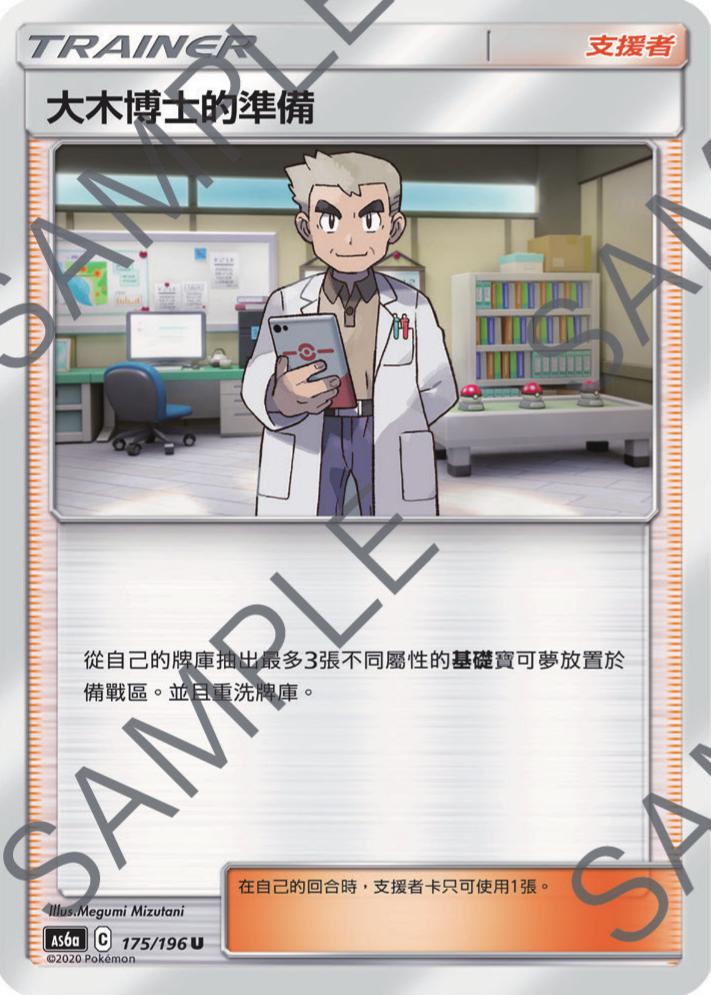 TRAINER
支援者
大木博士的準備
從自己的牌庫抽出最多3張不同屬性的基礎寶可夢放置於
備戰區。並且重洗牌庫。
在自己的回合時，支援者卡只可使用1張。
Illus.Megumi Mizutani
AS6a C 175/196 U
©2020 Pokémon
SAMPLE
SAMPLE
SAMPLE
SAMPLE
SA